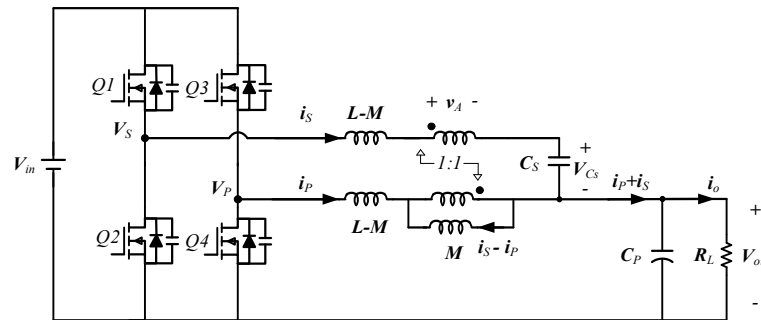 Q1
Q3
i_S
L-M
+ v_A -
V_S
1:1
C_S
+
V_Cs
-
V_in
V_P
i_P
i_P+i_S
i_o
L-M
M
i_S - i_P
Q2
Q4
C_P
R_L
+
V_o
-